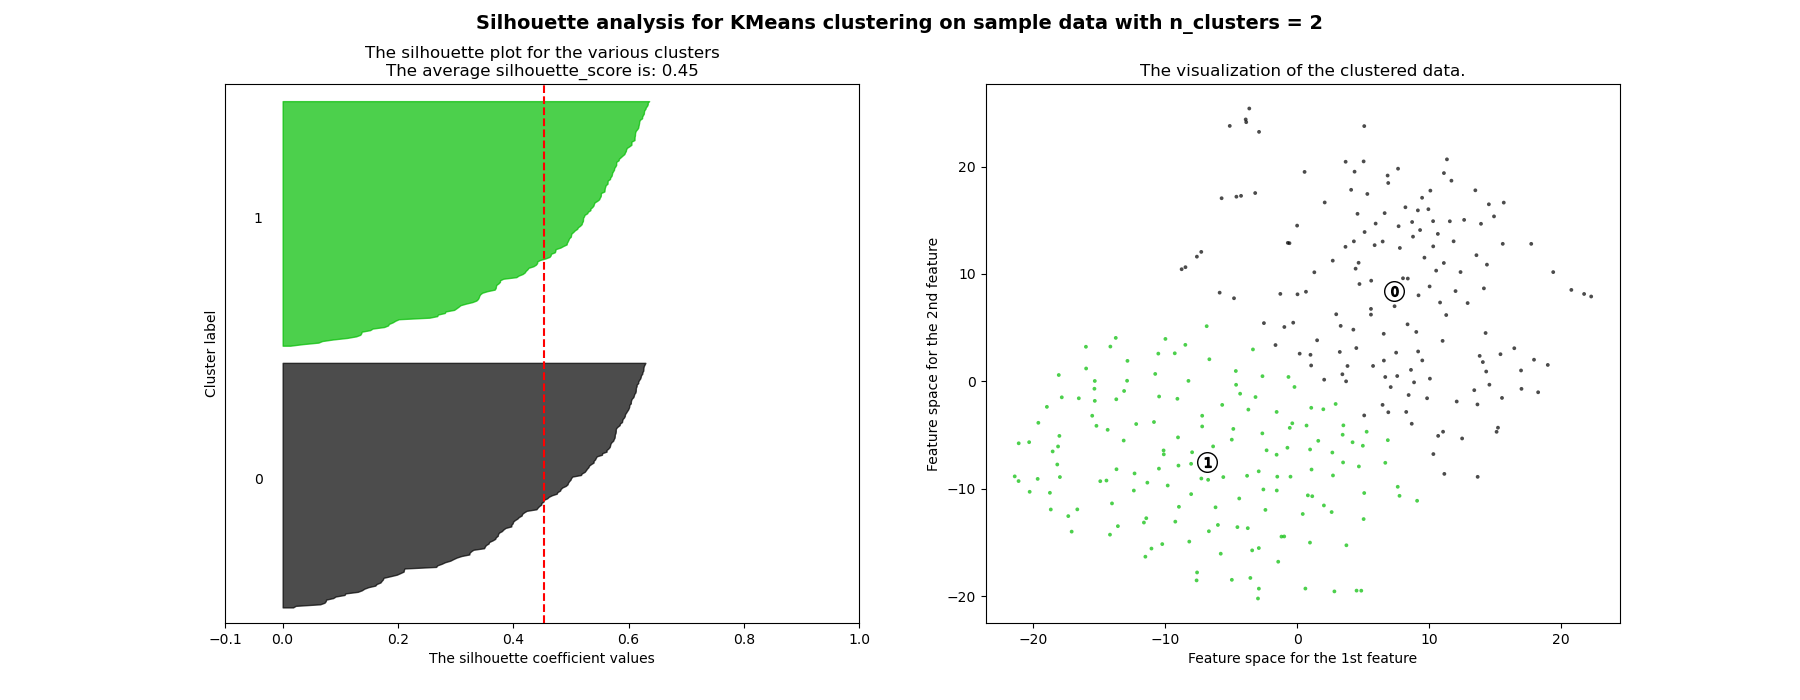 Silhouette analysis for KMeans clustering on sample data with n_clusters = 2
The silhouette plot for the various clusters
The average silhouette_score is: 0.45
Cluster label
1
0
−0.1 0.0 0.2 0.4 0.6 0.8 1.0
The silhouette coefficient values
The visualization of the clustered data.
Feature space for the 2nd feature
20
10
0
−10
−20
0
1
−20 −10 0 10 20
Feature space for the 1st feature